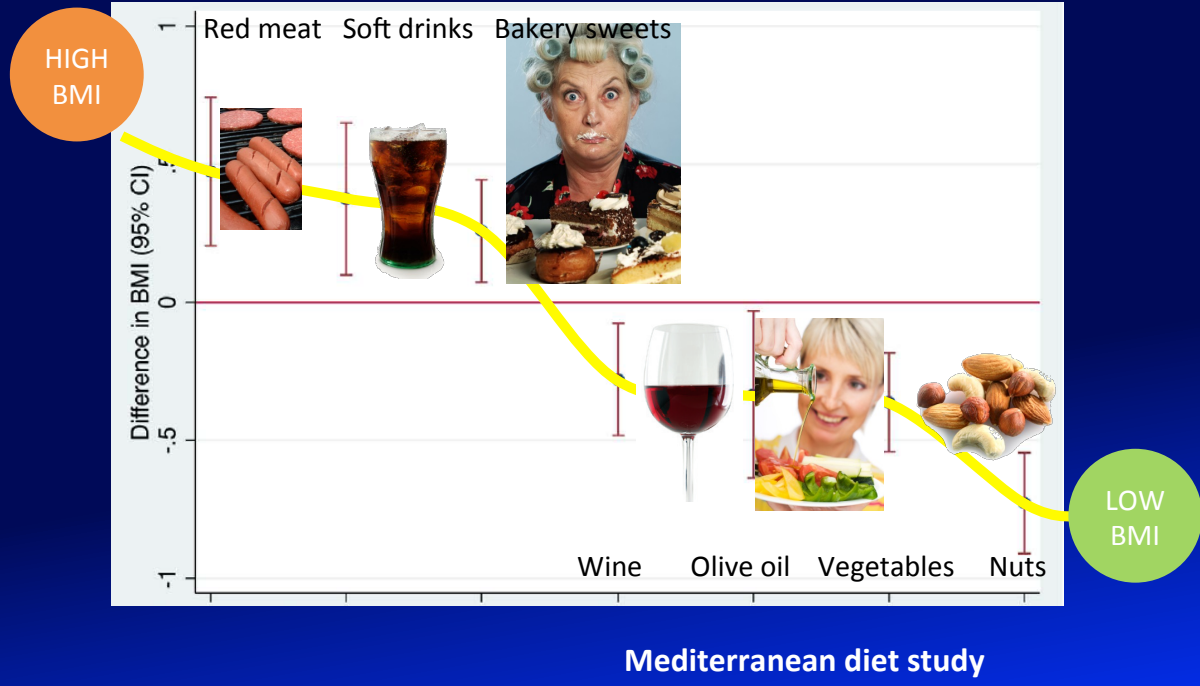 Red meat Soft drinks Bakery sweets
HIGH
BMI
Difference in BMI (95% CI)
1
.5
0
-.5
-1
Wine Olive oil Vegetables Nuts
LOW
BMI
Mediterranean diet study